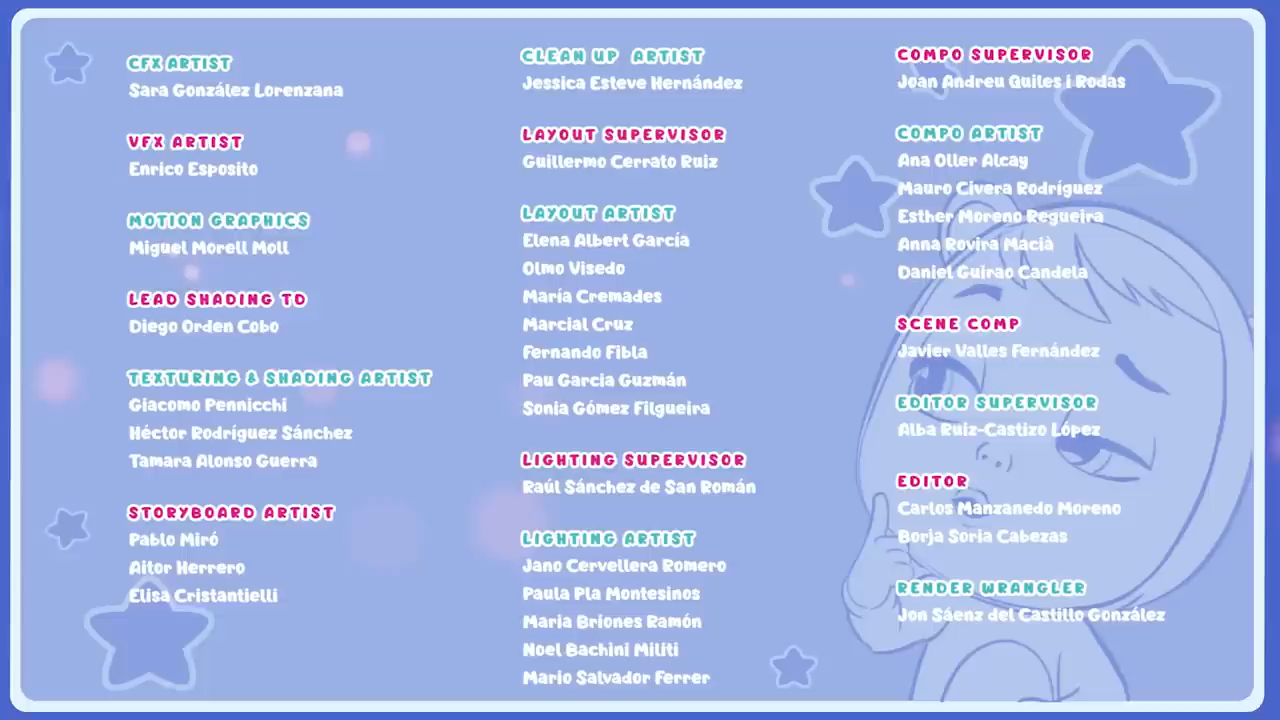 CFX ARTIST
Sara González Lorenzana
VFX ARTIST
Enrico Esposito
MOTION GRAPHICS
Miguel Morell Moll
LEAD SHADING TD
Diego Orden Cobo
TEXTURING & SHADING ARTIST
Giacomo Pennicchi
Héctor Rodríguez Sánchez
Tamara Alonso Guerra
STORYBOARD ARTIST
Pablo Miró
Aitor Herrero
Elisa Cristantielli
CLEAN UP ARTIST
Jessica Esteve Hernández
LAYOUT SUPERVISOR
Guillermo Cerrato Ruiz
LAYOUT ARTIST
Elena Albert García
Olmo Visedo
María Cremades
Marcial Cruz
Fernando Fibla
Pau Garcia Guzmán
Sonia Gómez Filgueira
LIGHTING SUPERVISOR
Raúl Sánchez de San Román
LIGHTING ARTIST
Jano Cervellera Romero
Paula Pla Montesinos
Maria Briones Ramón
Noel Bachini Militi
Mario Salvador Ferrer
COMPO SUPERVISOR
Joan Andreu Quiles i Rodas
COMPO ARTIST
Ana Oller Alcay
Mauro Civera Rodríguez
Esther Moreno Regueira
Anna Rovira Macià
Daniel Guirao Candela
SCENE COMP
Javier Valles Fernández
EDITOR SUPERVISOR
Alba Ruiz-Castizo López
EDITOR
Carlos Manzanedo Moreno
Borja Soria Cabezas
RENDER WRANGLER
Jon Sáenz del Castillo González